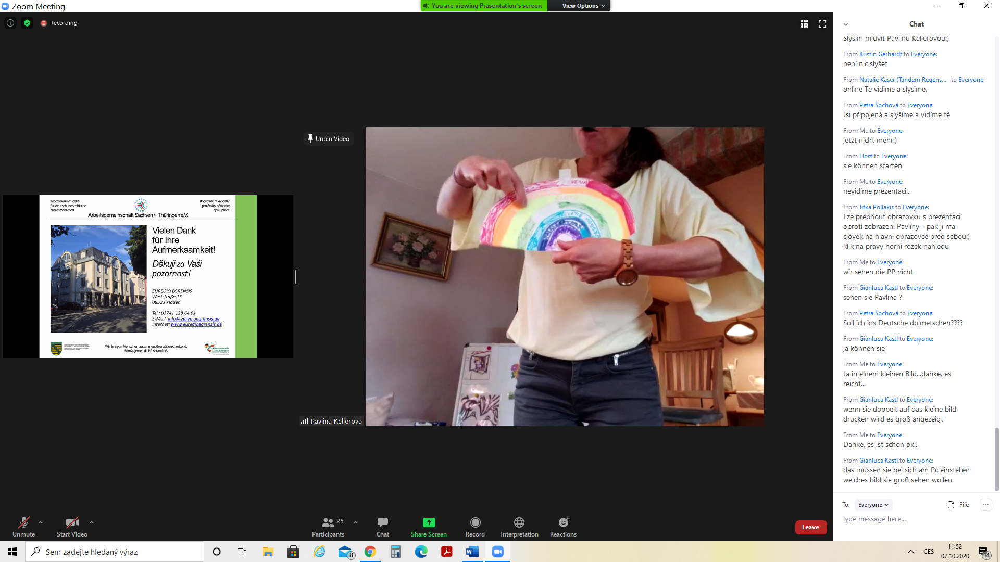 Zoom Meeting
You are viewing Präsentation's screen
View Options
Recording
Unpin Video
Koordinierungsstelle
für deutsch-tschechische
Zusammenarbeit
EUREGIO EGRENSIS
Koordinační kancelář
pro česko-německé
spolupráce
Arbeitsgemeinschaft Sachsen / Thüringen e.V.
Vielen Dank
für Ihre
Aufmerksamkeit!
Děkuji za Vaši
pozornost!
EUREGIO EGRENSIS
Weststraße 13
08523 Plauen
Tel.: 03741 128 64 61
E-Mail: info@euregioegrensis.de
Internet: www.euregioegrensis.de
Wir bringen Menschen zusammen. Grenzüberschreitend.
Sdružujeme lidi. Přeshraničně.
Nachbarsprache
von Anfang an!
Pavlina Kellerova
Chat
Slyším mluvit Pavlínu Kellerovou:)
From Kristin Gerhardt to Everyone:
není nic slyšet
From Natalie Käser (Tandem Regens... to Everyone:
online Te vidime a slysime,
From Petra Sochová to Everyone:
Jsi připojená a slyšíme a vidíme tě
From Me to Everyone:
jetzt nicht mehr:)
From Host to Everyone:
sie können starten
From Me to Everyone:
nevidíme prezentaci...
From Jitka Pollakis to Everyone:
Lze prepnout obrazovku s prezentaci
oproti zobrazeni Pavliny - pak ji ma
clovek na hlavni obrazovce pred sebou:)
klik na pravy horni rozek nahledu
From Me to Everyone:
wir sehen die PP nicht
From Gianluca Kastl to Everyone:
sehen sie Pavlina ?
From Petra Sochová to Everyone:
Soll ich ins Deutsche dolmetschen????
From Gianluca Kastl to Everyone:
ja können sie
From Me to Everyone:
Ja in einem kleinen Bild...danke, es
reicht...
From Gianluca Kastl to Everyone:
wenn sie doppelt auf das kleine bild
drücken wird es groß angezeigt
From Me to Everyone:
Danke, es ist schon ok...
From Gianluca Kastl to Everyone:
das müssen sie bei sich am Pc einstellen
welches bild sie groß sehen wollen
To: Everyone
File
Type message here...
Unmute
Start Video
Participants 25
Chat
Share Screen
Record
Interpretation
Reactions
Leave
Sem zadejte hledaný výraz
8
CES
11:52
07.10.2020
14